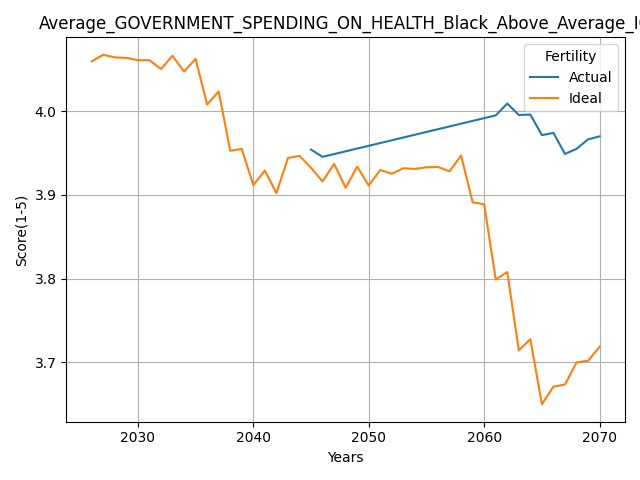 Average_GOVERNMENT_SPENDING_ON_HEALTH_Black_Above_Average_I
Fertility
Actual
Ideal
Score(1-5)
4.0
3.9
3.8
3.7
2030 2040 2050 2060 2070
Years